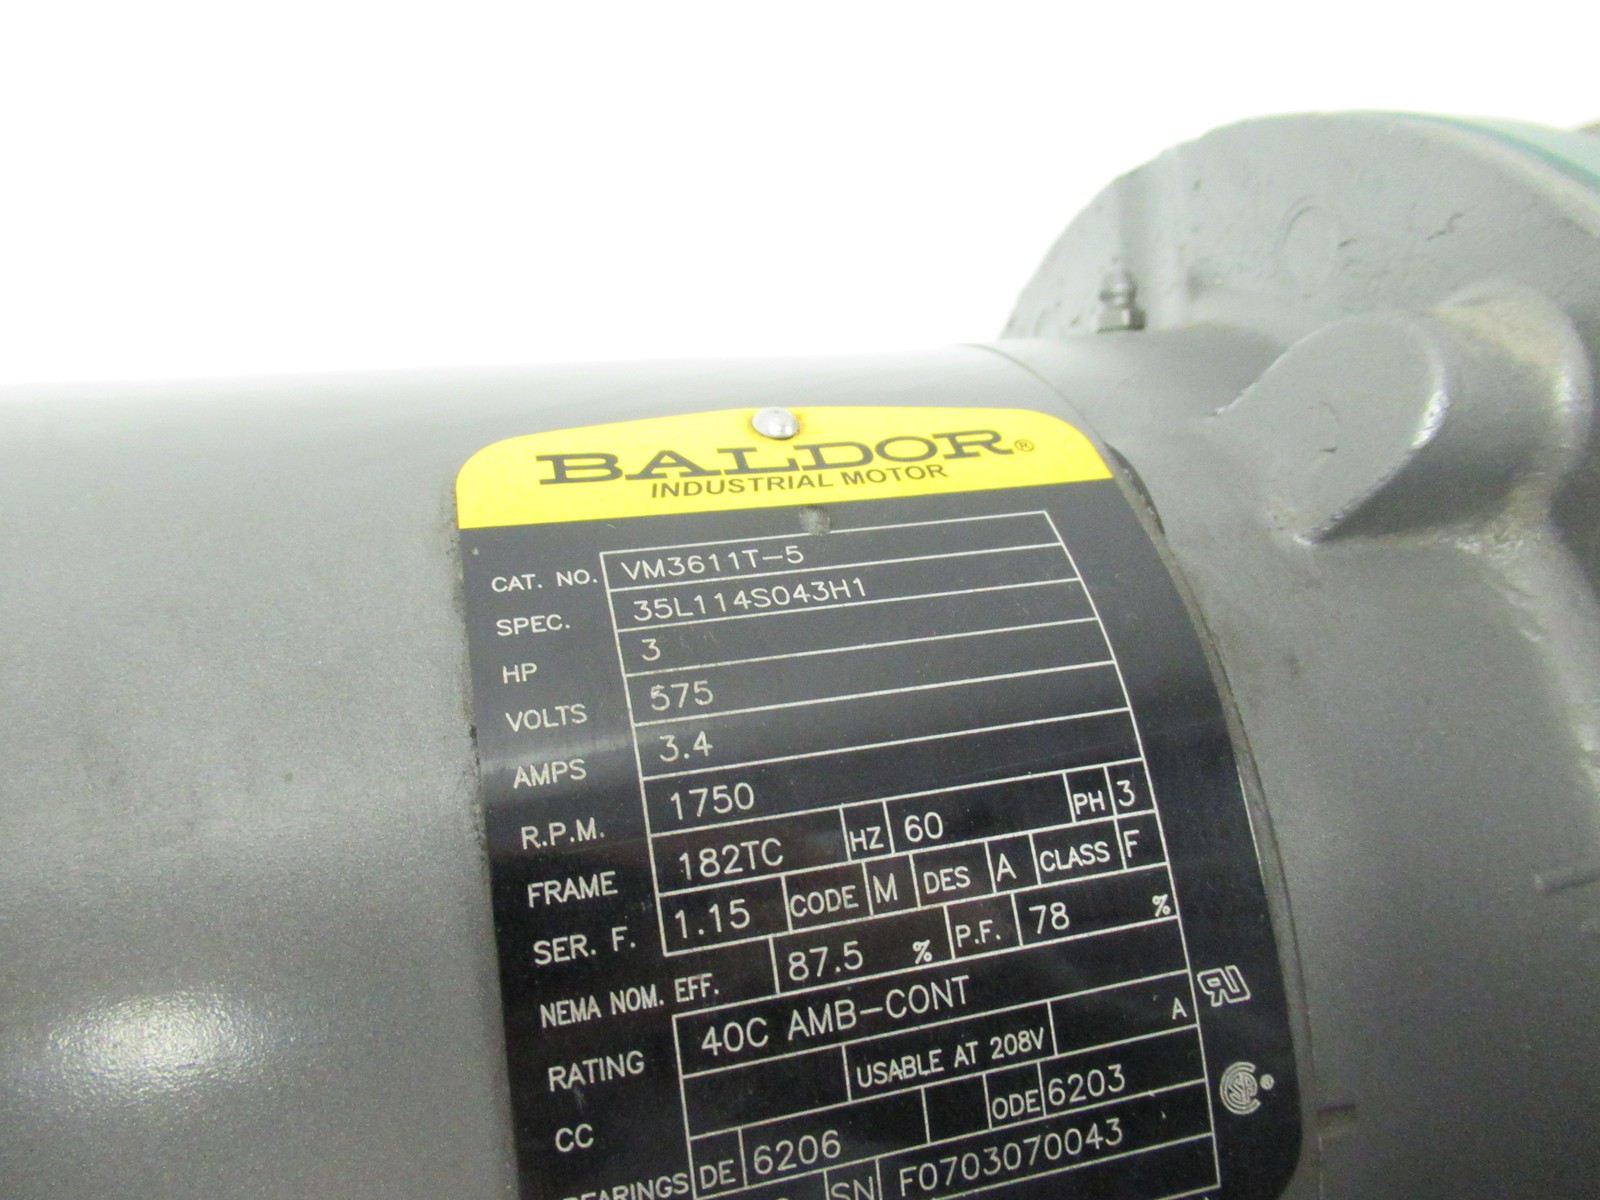 BALDOR®
INDUSTRIAL MOTOR
CAT. NO. VM3611T-5
SPEC. 35L114S043H1
HP 3
VOLTS 575
AMPS 3.4
R.P.M. 1750
FRAME 182TC HZ 60 PH 3
SER. F. 1.15 CODE M DES A CLASS F
NEMA NOM. EFF. 87.5 % P.F. 78 %
RATING 40C AMB-CONT
CC USABLE AT 208V A
BEARINGS DE 6206 ODE 6203
SN F0703070043